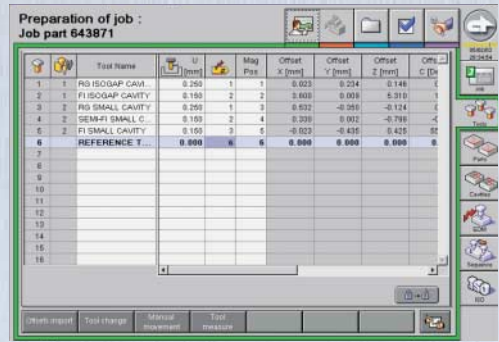 Preparation of job :
Job part 643871
Tool Name U [mm] Mag Pos Offset X [mm] Offset Y [mm] Offset Z [mm]
1 1 RG ISOGAP CAVI... 0.250 1 1 0.023 0.234 0.146
2 1 FI ISOGAP CAVITY 0.150 2 2 0.600 0.008 5.310
3 2 RG SMALL CAVITY 0.250 1 3 0.532 -0.350 -0.124
4 2 SEMI-FI SMALL C... 0.330 2 4 0.330 0.002
5 2 FI SMALL CAVITY 0.150 3 5 -0.023 -0.435 0.425
6 REFERENCE T... 0.000 6 6 0.000 0.000 0.000 0.
7
8
9
10
11
12
13
14
15
16
Offsets import Tool change Manual movement Tool measure
Job
Tools
Parts
Cavities
EDM
Sequence
ISO